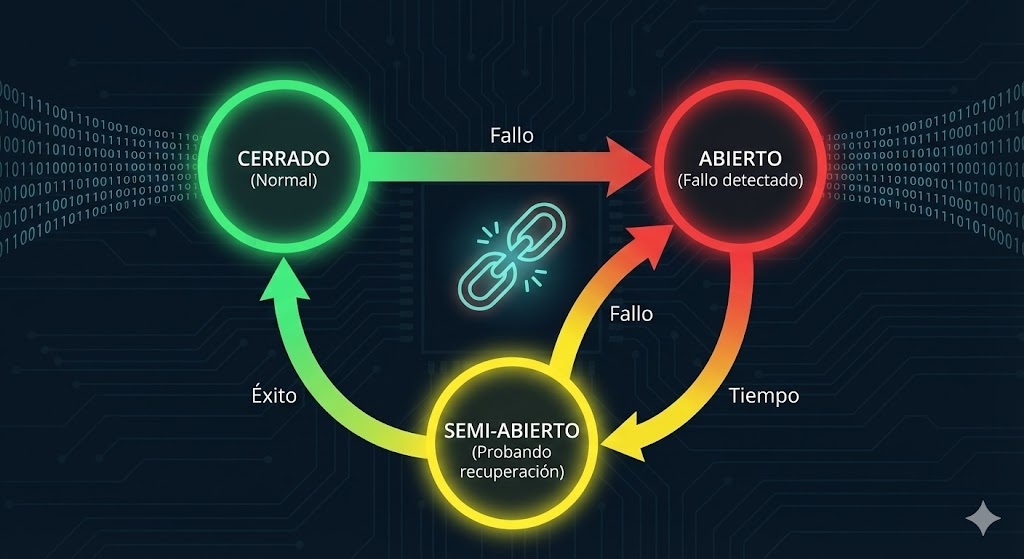 Fallo
CERRADO
(Normal)
ABIERTO
(Fallo detectado)
Fallo
Éxito
Tiempo
SEMI-ABIERTO
(Probando
recuperación)